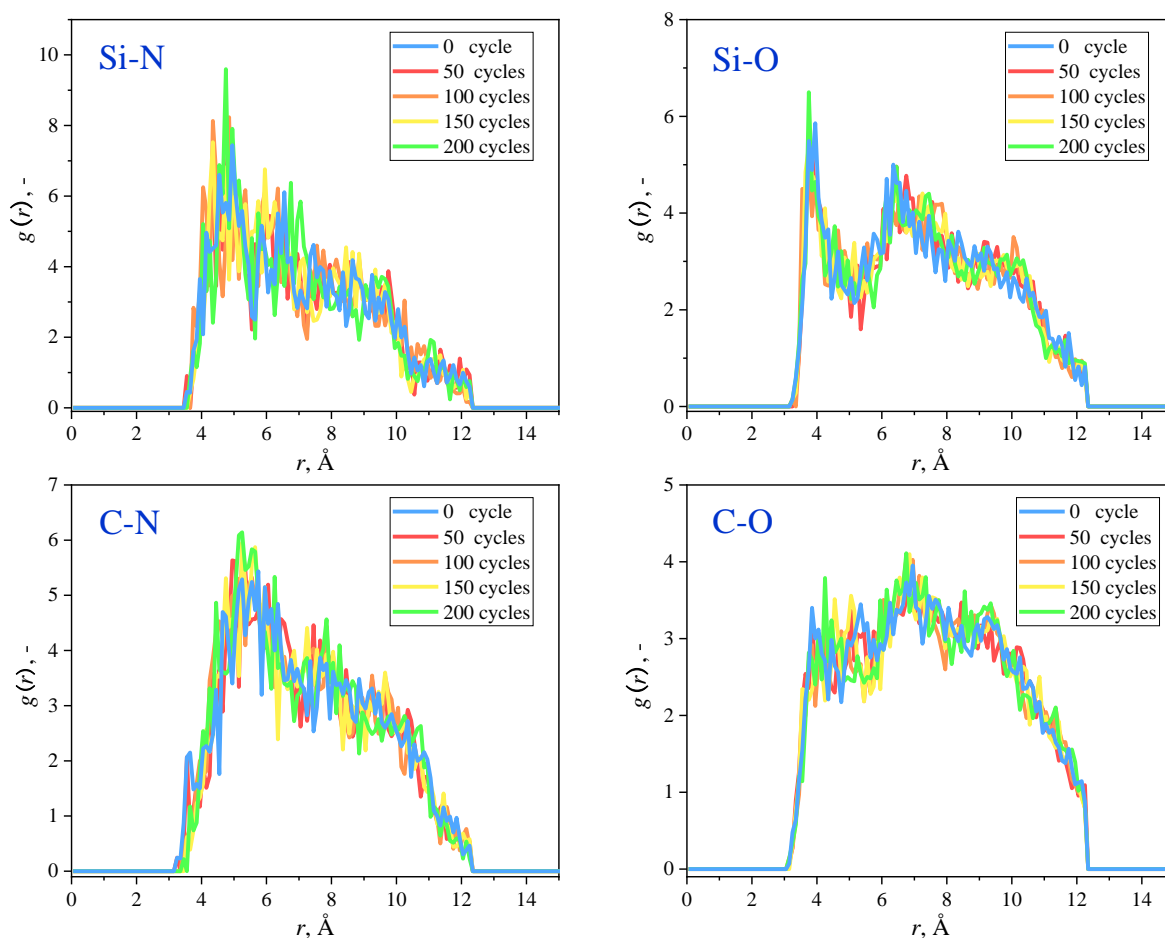 Si-N
0 cycle
50 cycles
100 cycles
150 cycles
200 cycles
g(r), -
10
8
6
4
2
0
0 2 4 6 8 10 12 14
r, Å
Si-O
0 cycle
50 cycles
100 cycles
150 cycles
200 cycles
g(r), -
8
6
4
2
0
0 2 4 6 8 10 12 14
r, Å
C-N
0 cycle
50 cycles
100 cycles
150 cycles
200 cycles
g(r), -
7
6
5
4
3
2
1
0
0 2 4 6 8 10 12 14
r, Å
C-O
0 cycle
50 cycles
100 cycles
150 cycles
200 cycles
g(r), -
5
4
3
2
1
0
0 2 4 6 8 10 12 14
r, Å